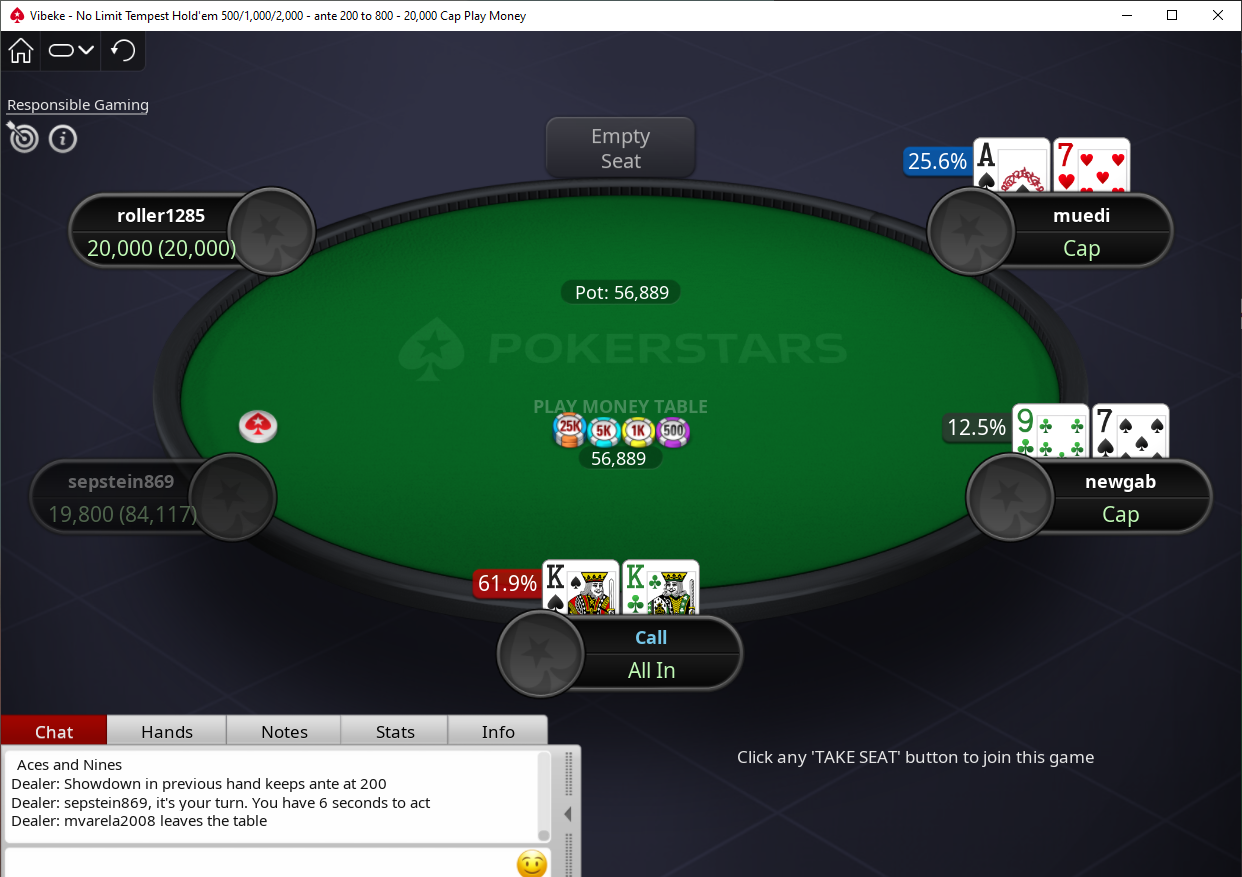 Vibeke - No Limit Tempest Hold'em 500/1,000/2,000 - ante 200 to 800 - 20,000 Cap Play Money
Responsible Gaming
Empty
Seat
25.6%
A
7
roller1285
20,000 (20,000)
muedi
Cap
Pot: 56,889
POKERSTARS
PLAY MONEY TABLE
25K
5K
1K
500
56,889
12.5%
9
7
sepstein869
19,800 (84,117)
newgab
Cap
61.9%
K
K
Call
All In
Chat
Hands
Notes
Stats
Info
Aces and Nines
Dealer: Showdown in previous hand keeps ante at 200
Dealer: sepstein869, it's your turn. You have 6 seconds to act
Dealer: mvarela2008 leaves the table
Click any 'TAKE SEAT' button to join this game